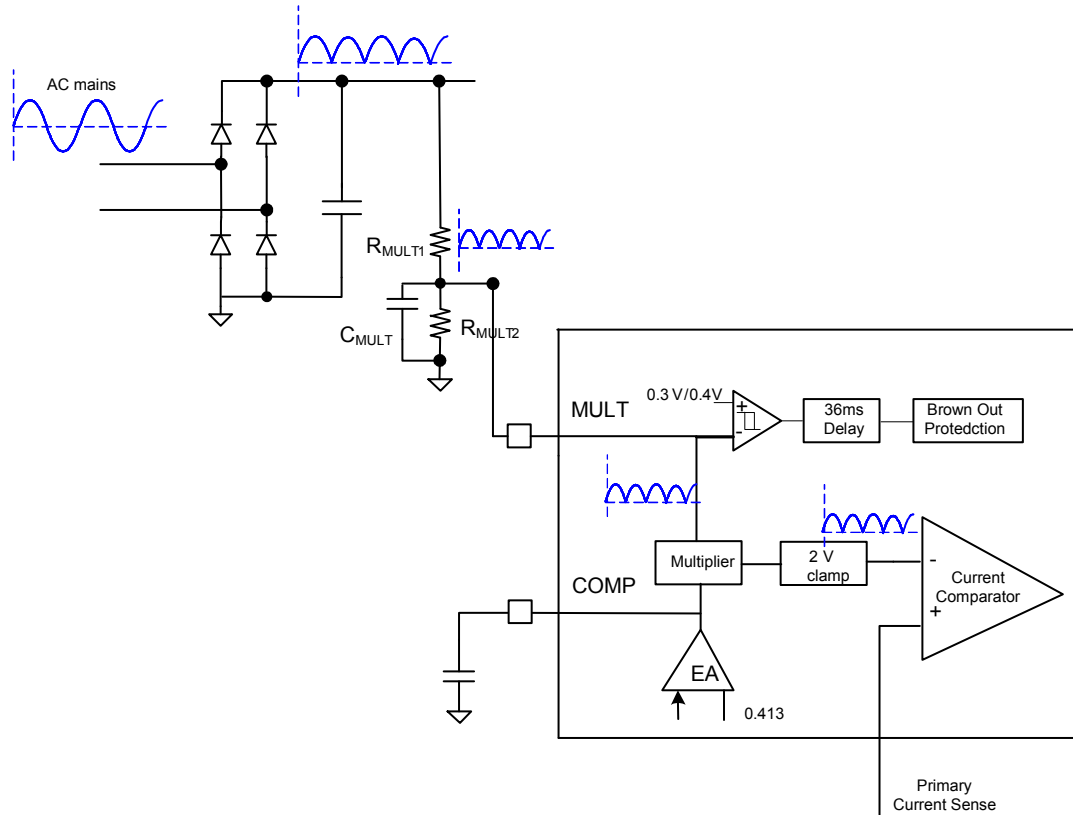 AC mains
RMULT1
CMULT
RMULT2
MULT
0.3 V/0.4V
+
-
36ms
Delay
Brown Out
Protedction
Multiplier
2 V
clamp
-
Current
Comparator
+
COMP
EA
0.413
Primary
Current Sense